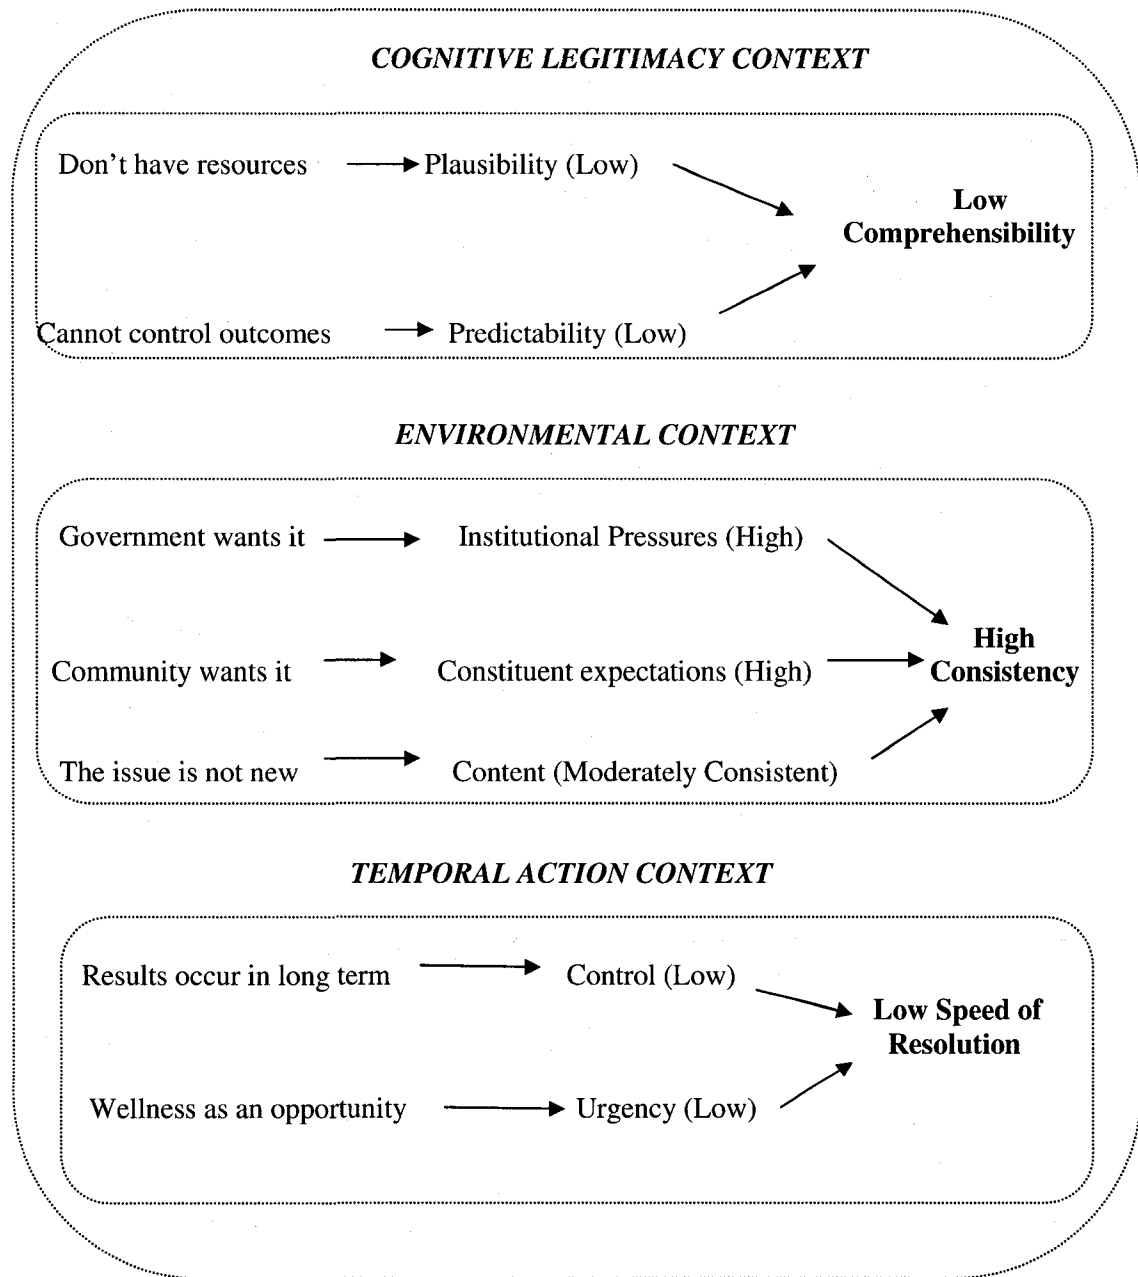 COGNITIVE LEGITIMACY CONTEXT
Don't have resources Plausibility (Low)
Low
Comprehensibility
Cannot control outcomes Predictability (Low)
ENVIRONMENTAL CONTEXT
Government wants it Institutional Pressures (High)
High
Consistency
Community wants it Constituent expectations (High)
The issue is not new Content (Moderately Consistent)
TEMPORAL ACTION CONTEXT
Results occur in long term Control (Low)
Low Speed of
Resolution
Wellness as an opportunity Urgency (Low)